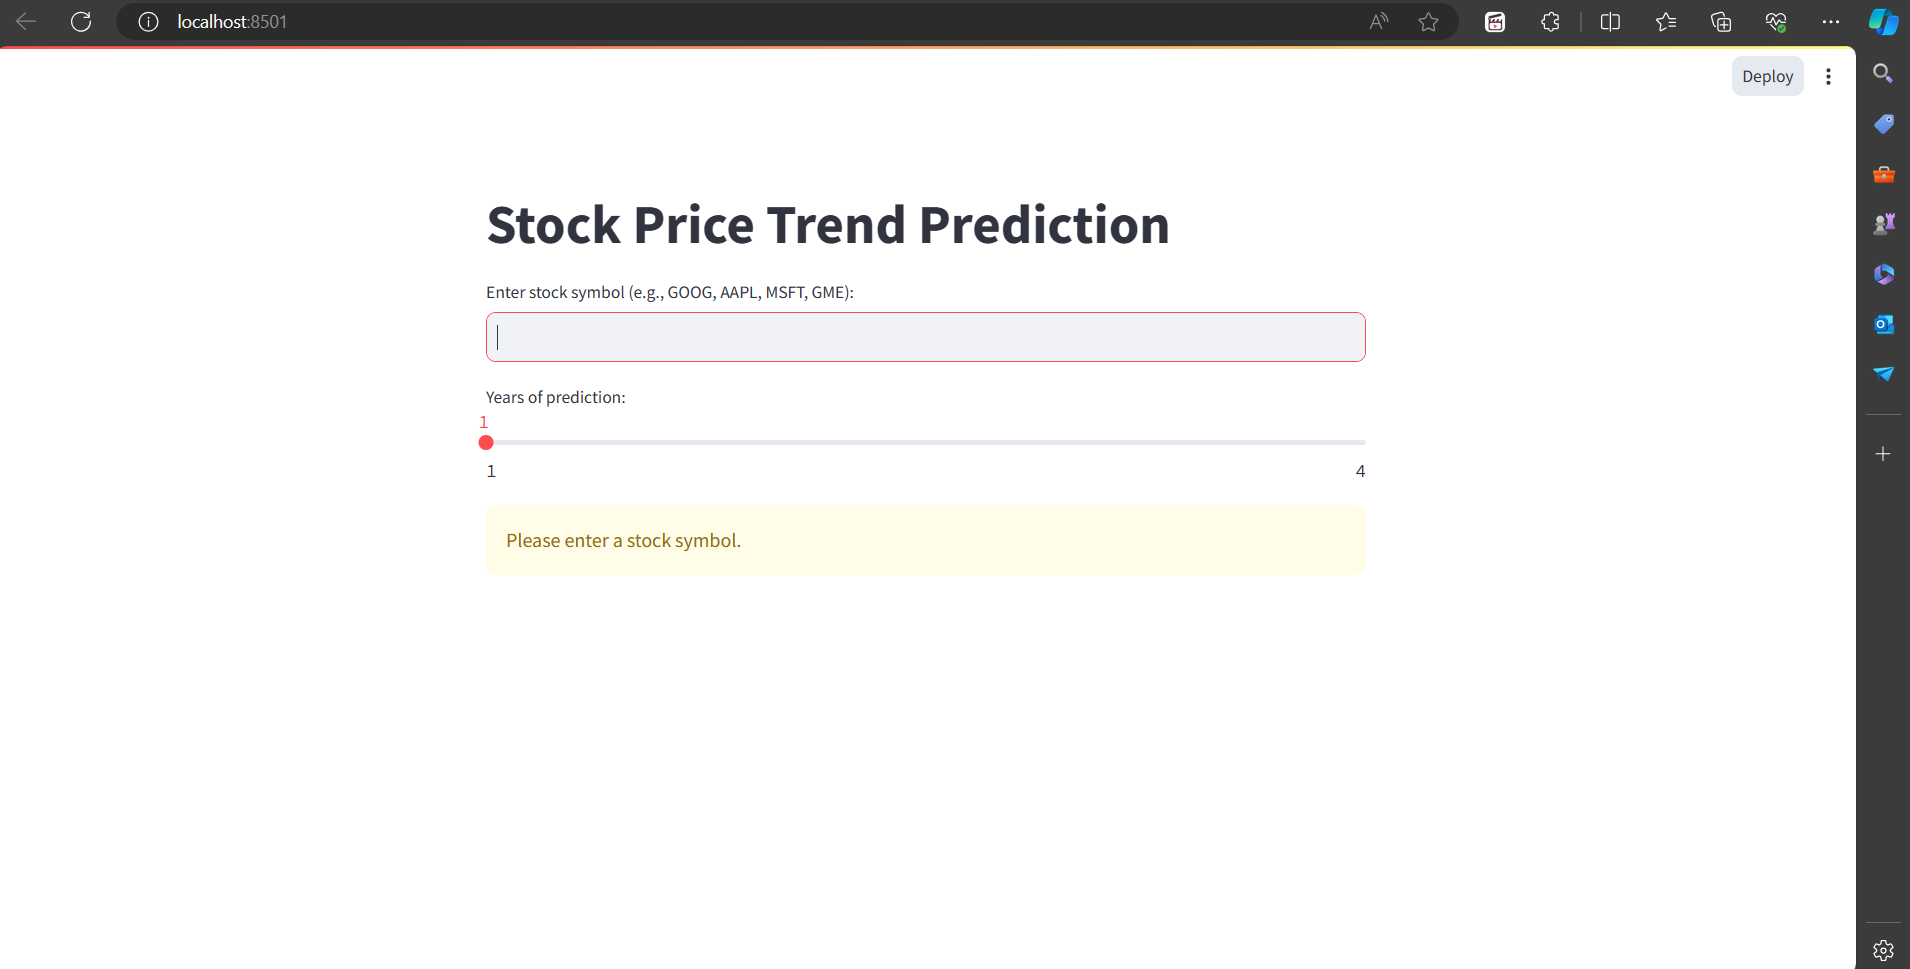 localhost:8501
Deploy
Stock Price Trend Prediction
Enter stock symbol (e.g., GOOG, AAPL, MSFT, GME):
Years of prediction:
1
1 4
Please enter a stock symbol.